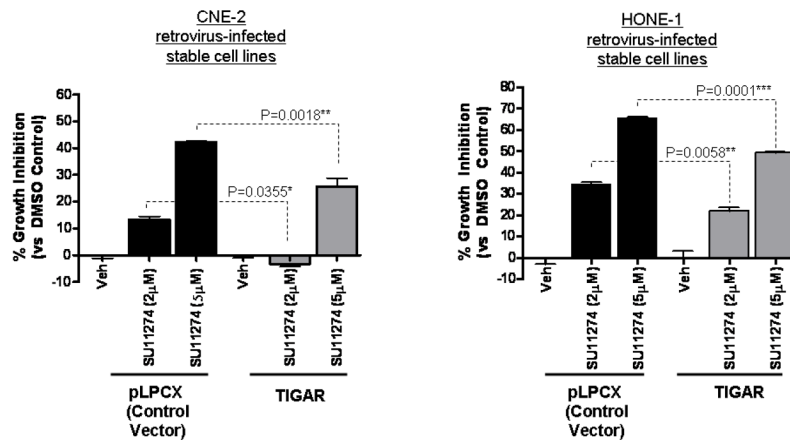 CNE-2
retrovirus-infected
stable cell lines
% Growth Inhibition
(vs DMSO Control)
60
50
40
30
20
10
0
-10
P=0.0018**
P=0.0355*
Veh
SU11274 (2µM)
SU11274 (5µM)
Veh
SU11274 (2µM)
SU11274 (5µM)
pLPCX
(Control
Vector)
TIGAR
HONE-1
retrovirus-infected
stable cell lines
% Growth Inhibition
(vs DMSO Control)
80
70
60
50
40
30
20
10
0
-10
P=0.0001***
P=0.0058**
Veh
SU11274 (2µM)
SU11274 (5µM)
Veh
SU11274 (2µM)
SU11274 (5µM)
pLPCX
(Control
Vector)
TIGAR